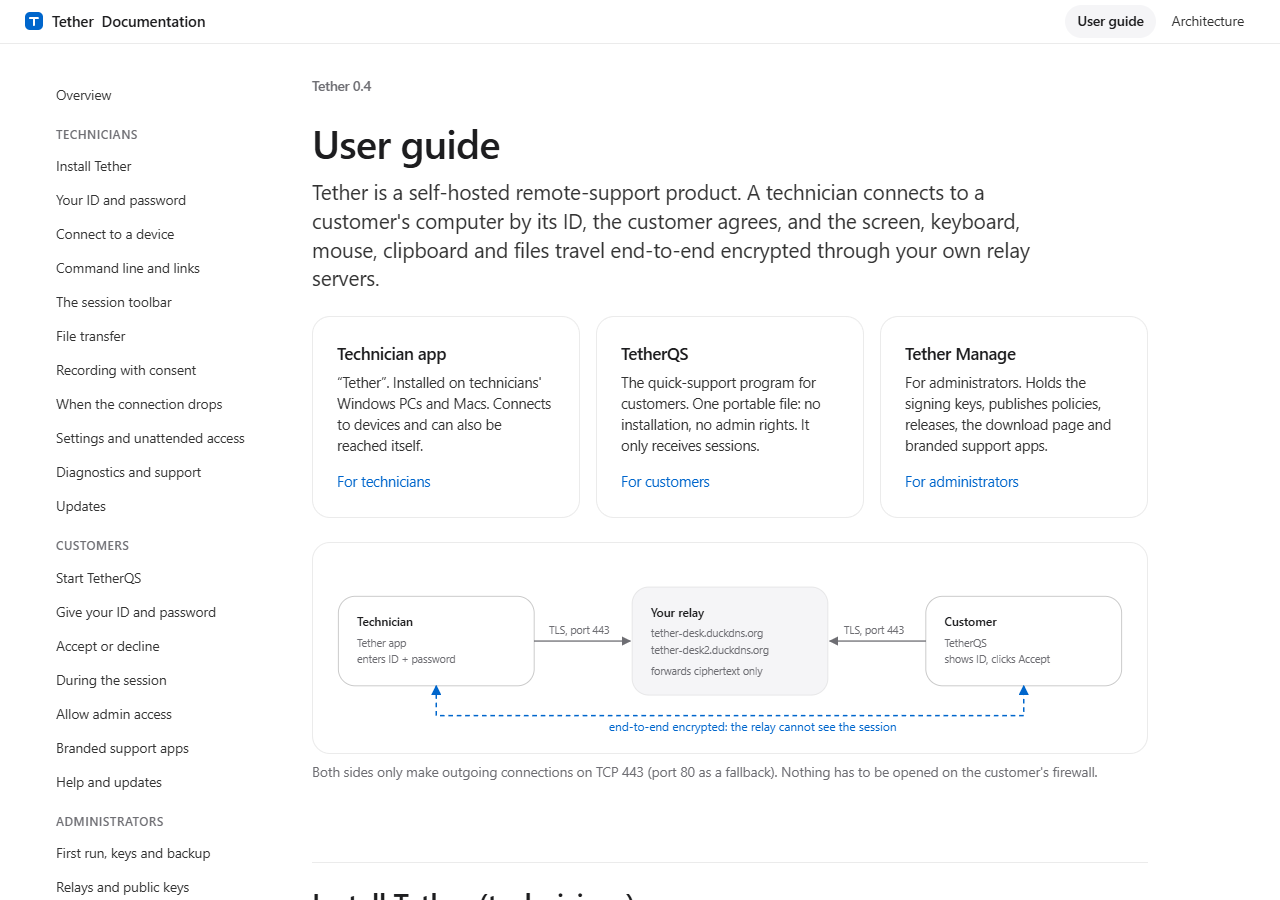 T Tether Documentation
User guide
Architecture
Overview
TECHNICIANS
Install Tether
Your ID and password
Connect to a device
Command line and links
The session toolbar
File transfer
Recording with consent
When the connection drops
Settings and unattended access
Diagnostics and support
Updates
CUSTOMERS
Start TetherQS
Give your ID and password
Accept or decline
During the session
Allow admin access
Branded support apps
Help and updates
ADMINISTRATORS
First run, keys and backup
Relays and public keys
Tether 0.4
User guide
Tether is a self-hosted remote-support product. A technician connects to a
customer's computer by its ID, the customer agrees, and the screen, keyboard,
mouse, clipboard and files travel end-to-end encrypted through your own relay
servers.
Technician app
“Tether”. Installed on technicians'
Windows PCs and Macs. Connects
to devices and can also be
reached itself.
For technicians
TetherQS
The quick-support program for
customers. One portable file: no
installation, no admin rights. It
only receives sessions.
For customers
Tether Manage
For administrators. Holds the
signing keys, publishes policies,
releases, the download page and
branded support apps.
For administrators
Technician
Tether app
enters ID + password
TLS, port 443
Your relay
tether-desk.duckdns.org
tether-desk2.duckdns.org
forwards ciphertext only
TLS, port 443
Customer
TetherQS
shows ID, clicks Accept
end-to-end encrypted: the relay cannot see the session
Both sides only make outgoing connections on TCP 443 (port 80 as a fallback). Nothing has to be opened on the customer's firewall.
Install Tether (technicians)